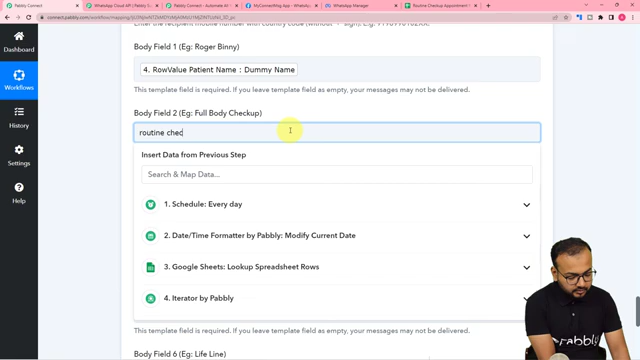 Pabbly Connect
WhatsApp Cloud API | Pabbly S
Pabbly Connect - Automate AI
MyConnectMsg App - WhatsAp
WhatsApp Manager
Routine Checkup Appointment
Dashboard
Enter the recipient mobile number with country code (without
Body Field 1 (Eg: Roger Binny)
4. RowValue Patient Name : Dummy Name
This template field is required. If you leave template field as empty, your messages may not be delivered.
Workflows
History
Settings
Help
Body Field 2 (Eg: Full Body Checkup)
routine chec
Insert Data from Previous Step
Search & Map Data...
1. Schedule: Every day
2. Date/Time Formatter by Pabbly: Modify Current Date
3. Google Sheets: Lookup Spreadsheet Rows
4. Iterator by Pabbly
This template field is required. If you leave template field as empty, your messages may not be delivered.
Body Field 6 (Eg: Life Line)